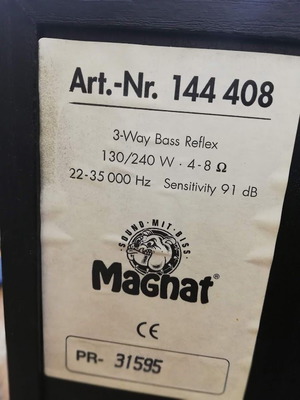 Art.-Nr. 144 408
3-Way Bass Reflex
130/240 W · 4-8 Ω
22-35 000 Hz Sensitivity 91 dB
SOUND·MIT·BISS
Magnat®
CE
PR- 31595